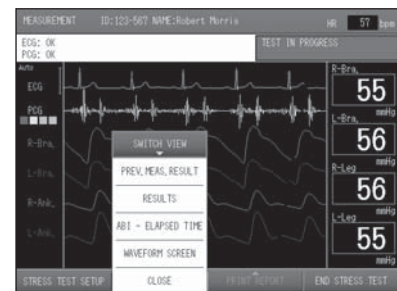 MEASUREMENT ID:123-567 NAME:Robert Morris HR 57 bpm
ECG: OK
PCG: OK
TEST IN PROGRESS
Auto
ECG
PCG
R-Bra.
L-Bra.
R-Ank.
L-Ank.
SWITCH VIEW
PREV. MEAS. RESULT
RESULTS
ABI - ELAPSED TIME
WAVEFORM SCREEN
CLOSE
R-Bra.
55
mmHg
L-Bra.
56
mmHg
R-Leg
56
mmHg
L-Leg
55
mmHg
STRESS TEST SETUP PRINT REPORT END STRESS TEST